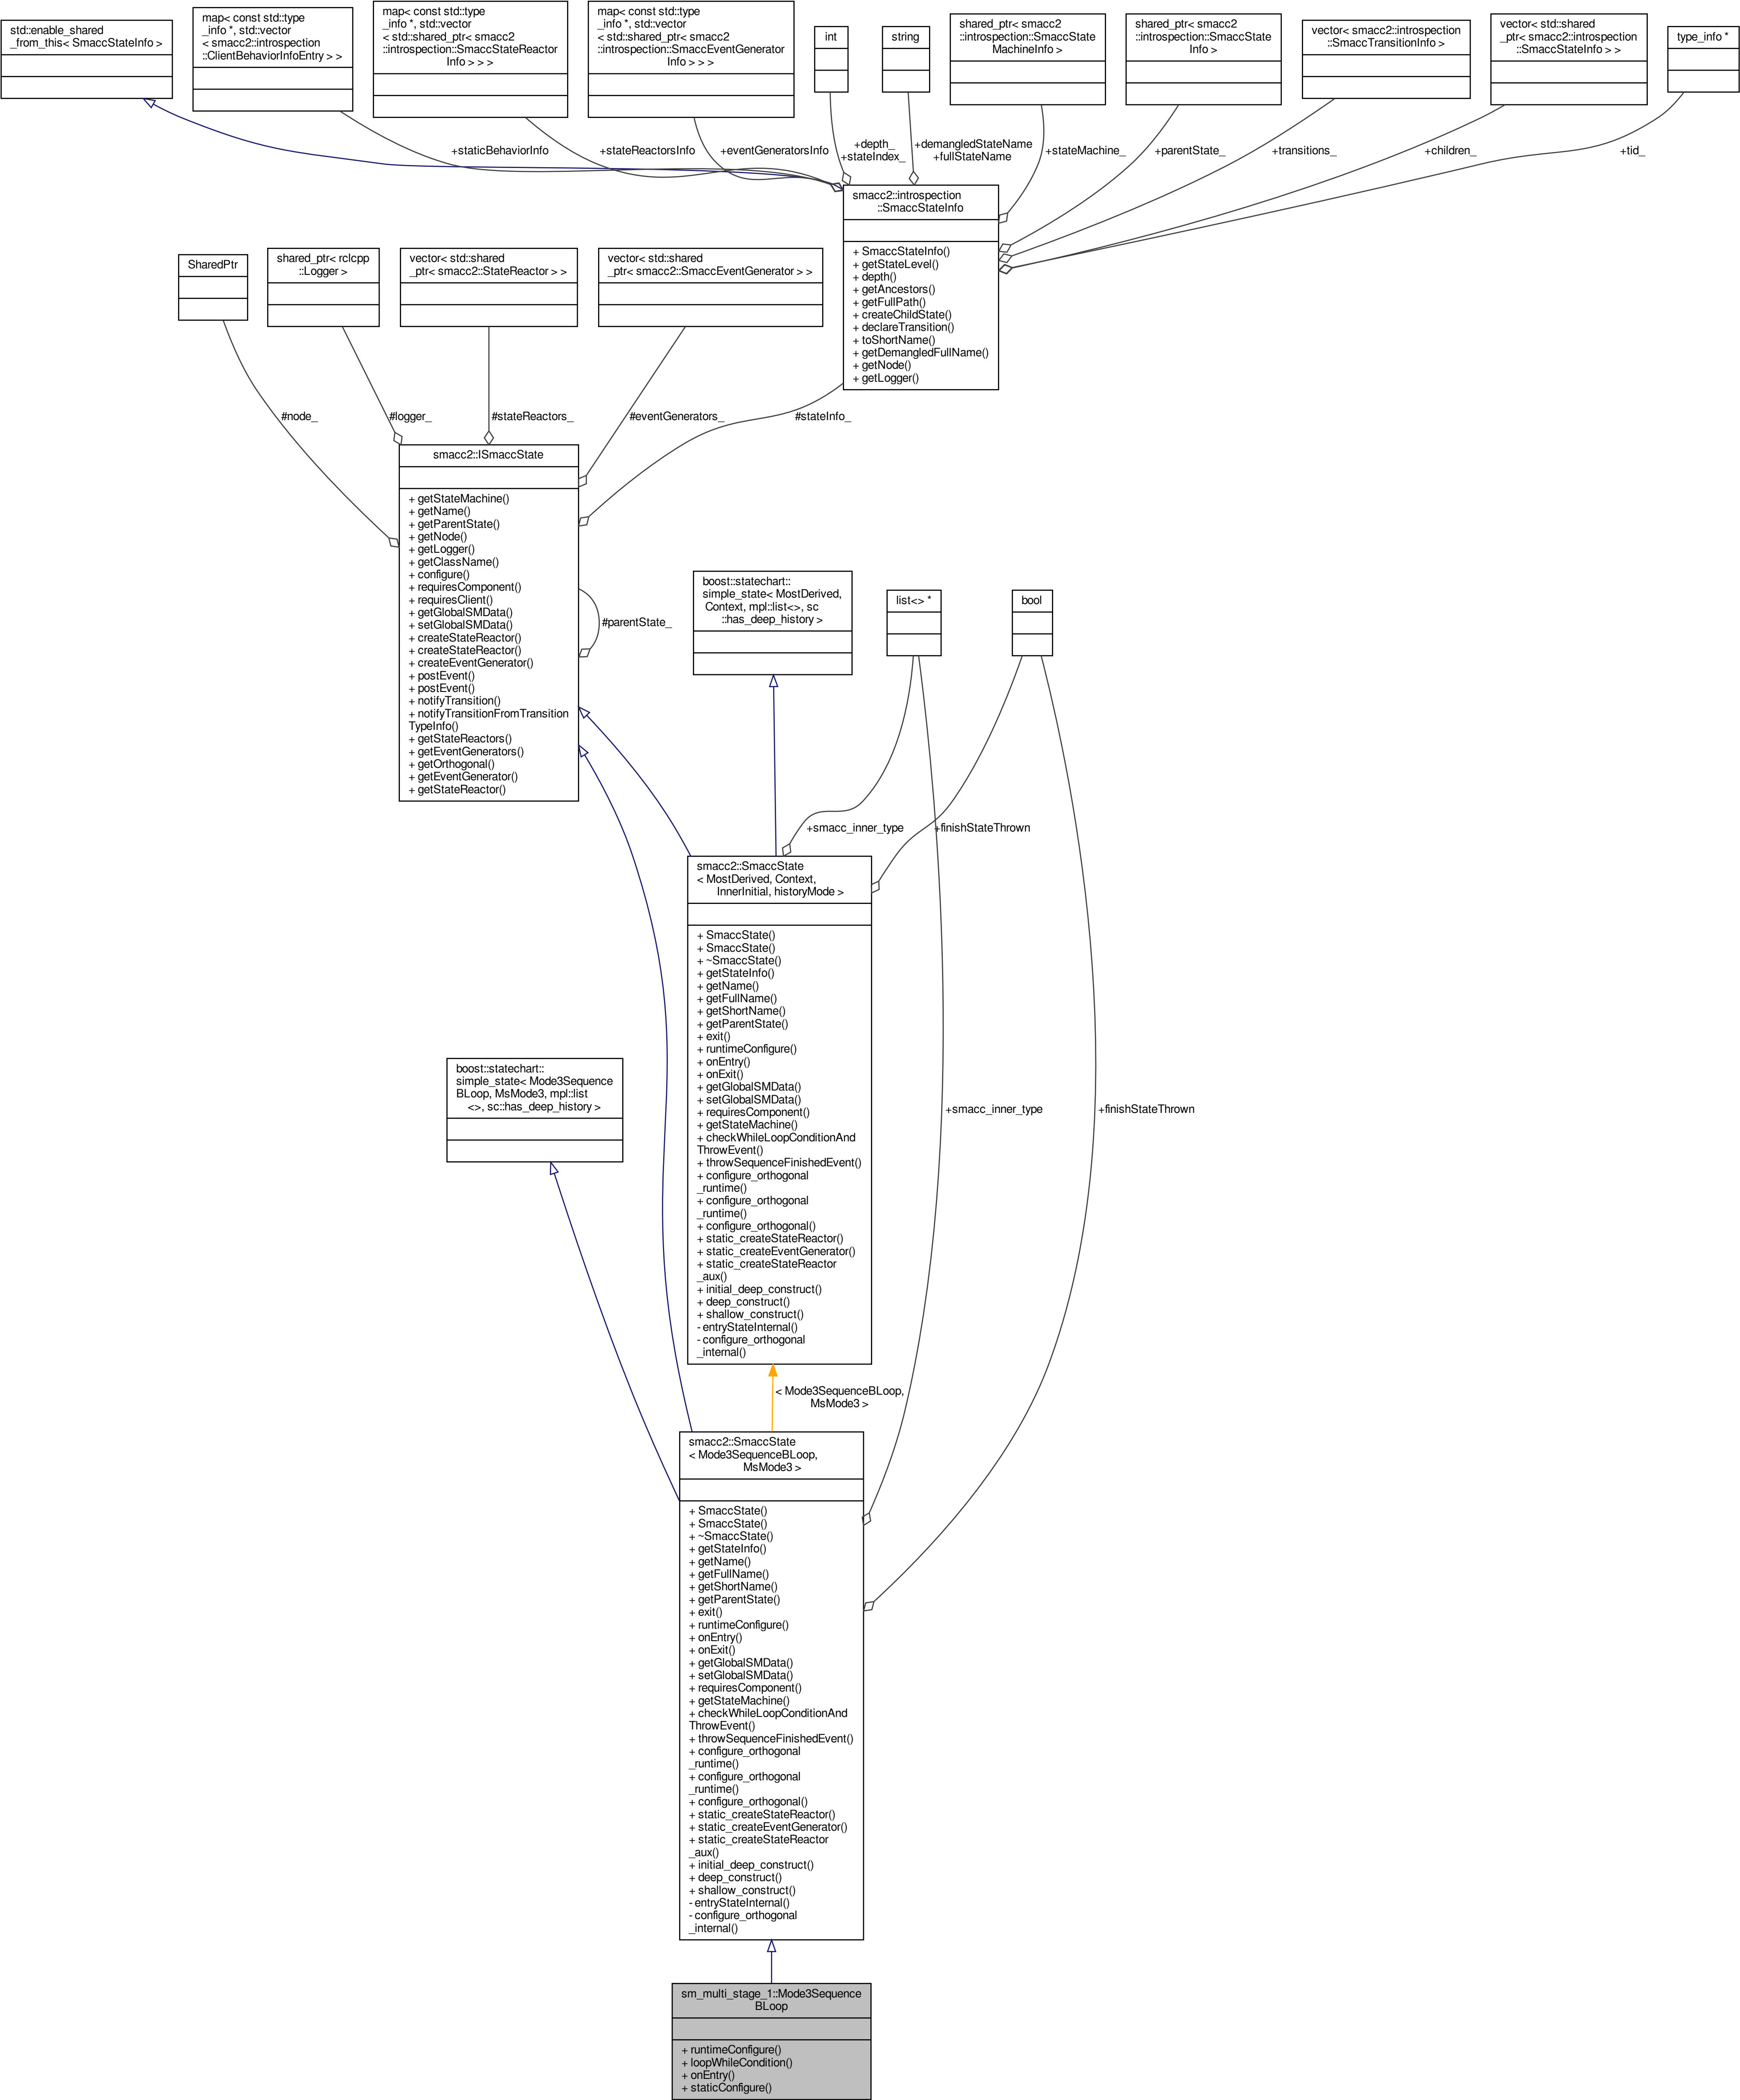 std::enable_shared
_from_this< SmaccStateInfo >
map< const std::type
_info *, std::vector
< smacc2::introspection
::ClientBehaviorInfoEntry > >
map< const std::type
_info *, std::vector
< std::shared_ptr< smacc2
::introspection::SmaccStateReactor
Info > > >
map< const std::type
_info *, std::vector
< std::shared_ptr< smacc2
::introspection::SmaccEventGenerator
Info > > >
int
string
shared_ptr< smacc2
::introspection::SmaccState
MachineInfo >
shared_ptr< smacc2
::introspection::SmaccState
Info >
vector< smacc2::introspection
::SmaccTransitionInfo >
vector< std::shared
_ptr< smacc2::introspection
::SmaccStateInfo > >
type_info *
+staticBehaviorInfo
+stateReactorsInfo
+eventGeneratorsInfo
+depth_
+stateIndex_
+demangledStateName
+fullStateName
+stateMachine_
+parentState_
+transitions_
+children_
+tid_
smacc2::introspection
::SmaccStateInfo
+ SmaccStateInfo()
+ getStateLevel()
+ depth()
+ getAncestors()
+ getFullPath()
+ createChildState()
+ declareTransition()
+ toShortName()
+ getDemangledFullName()
+ getNode()
+ getLogger()
SharedPtr
shared_ptr< rclcpp
::Logger >
vector< std::shared
_ptr< smacc2::StateReactor > >
vector< std::shared
_ptr< smacc2::SmaccEventGenerator > >
#node_
#logger_
#stateReactors_
#eventGenerators_
#stateInfo_
smacc2::ISmaccState
+ getStateMachine()
+ getName()
+ getParentState()
+ getNode()
+ getLogger()
+ getClassName()
+ configure()
+ requiresComponent()
+ requiresClient()
+ getGlobalSMData()
+ setGlobalSMData()
+ createStateReactor()
+ createStateReactor()
+ createEventGenerator()
+ postEvent()
+ postEvent()
+ notifyTransition()
+ notifyTransitionFromTransition
TypeInfo()
+ getStateReactors()
+ getEventGenerators()
+ getOrthogonal()
+ getEventGenerator()
+ getStateReactor()
#parentState_
boost::statechart::
simple_state< MostDerived,
Context, mpl::list<>, sc
::has_deep_history >
list<> *
bool
+smacc_inner_type
+finishStateThrown
smacc2::SmaccState
< MostDerived, Context,
InnerInitial, historyMode >
+ SmaccState()
+ SmaccState()
+ ~SmaccState()
+ getStateInfo()
+ getName()
+ getFullName()
+ getShortName()
+ getParentState()
+ exit()
+ runtimeConfigure()
+ onEntry()
+ onExit()
+ getGlobalSMData()
+ setGlobalSMData()
+ requiresComponent()
+ getStateMachine()
+ checkWhileLoopConditionAnd
ThrowEvent()
+ throwSequenceFinishedEvent()
+ configure_orthogonal
_runtime()
+ configure_orthogonal
_runtime()
+ configure_orthogonal()
+ static_createStateReactor()
+ static_createEventGenerator()
+ static_createStateReactor
_aux()
+ initial_deep_construct()
+ deep_construct()
+ shallow_construct()
- entryStateInternal()
- configure_orthogonal
_internal()
boost::statechart::
simple_state< Mode3Sequence
BLoop, MsMode3, mpl::list
<>, sc::has_deep_history >
+smacc_inner_type
+finishStateThrown
< Mode3SequenceBLoop,
MsMode3 >
smacc2::SmaccState
< Mode3SequenceBLoop,
MsMode3 >
+ SmaccState()
+ SmaccState()
+ ~SmaccState()
+ getStateInfo()
+ getName()
+ getFullName()
+ getShortName()
+ getParentState()
+ exit()
+ runtimeConfigure()
+ onEntry()
+ onExit()
+ getGlobalSMData()
+ setGlobalSMData()
+ requiresComponent()
+ getStateMachine()
+ checkWhileLoopConditionAnd
ThrowEvent()
+ throwSequenceFinishedEvent()
+ configure_orthogonal
_runtime()
+ configure_orthogonal
_runtime()
+ configure_orthogonal()
+ static_createStateReactor()
+ static_createEventGenerator()
+ static_createStateReactor
_aux()
+ initial_deep_construct()
+ deep_construct()
+ shallow_construct()
- entryStateInternal()
- configure_orthogonal
_internal()
sm_multi_stage_1::Mode3Sequence
BLoop
+ runtimeConfigure()
+ loopWhileCondition()
+ onEntry()
+ staticConfigure()